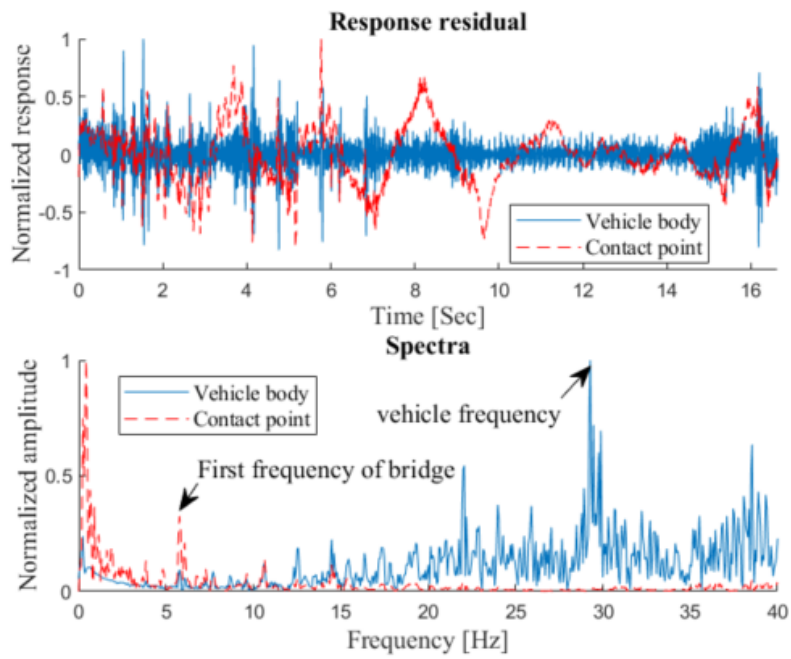 Response residual
Normalized response
1
0.5
0
-0.5
-1
Vehicle body
Contact point
0 2 4 6 8 10 12 14 16
Time [Sec]
Spectra
Normalized amplitude
1
0.5
0
Vehicle body
Contact point
vehicle frequency
First frequency of bridge
0 5 10 15 20 25 30 35 40
Frequency [Hz]